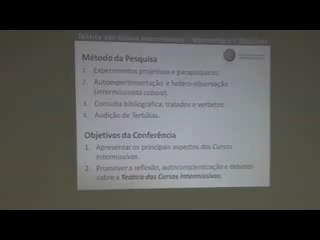 Método da Pesquisa
1. Experimentos projetivos e parapsíquicos.
2. Autoexperimentação e hetero-observação
(intermissivista cobaia).
3. Consulta bibliográfica, tratados e verbetes.
4. Audição de Tertúlias.
Objetivos da Conferência
1. Apresentar os principais aspectos dos Cursos
Intermissivos.
2. Promover a reflexão, autoconscientização e debates
sobre a Teática dos Cursos Intermissivos.